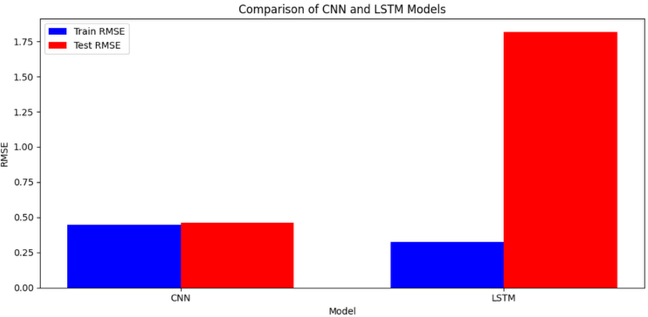 Comparison of CNN and LSTM Models
Train RMSE
Test RMSE
1.75
1.50
1.25
1.00
0.75
0.50
0.25
0.00
RMSE
CNN
LSTM
Model